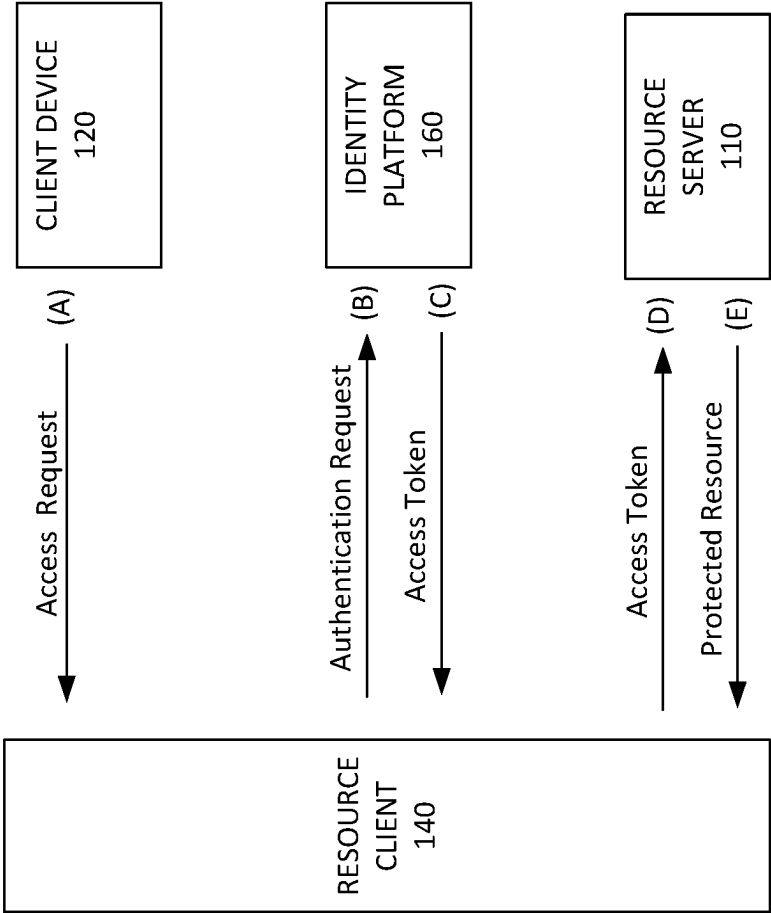 CLIENT DEVICE
120
IDENTITY
PLATFORM
160
RESOURCE
SERVER
110
(A)
Access Request
(B)
Authentication Request
(C)
Access Token
(D)
Access Token
(E)
Protected Resource
RESOURCE
CLIENT
140